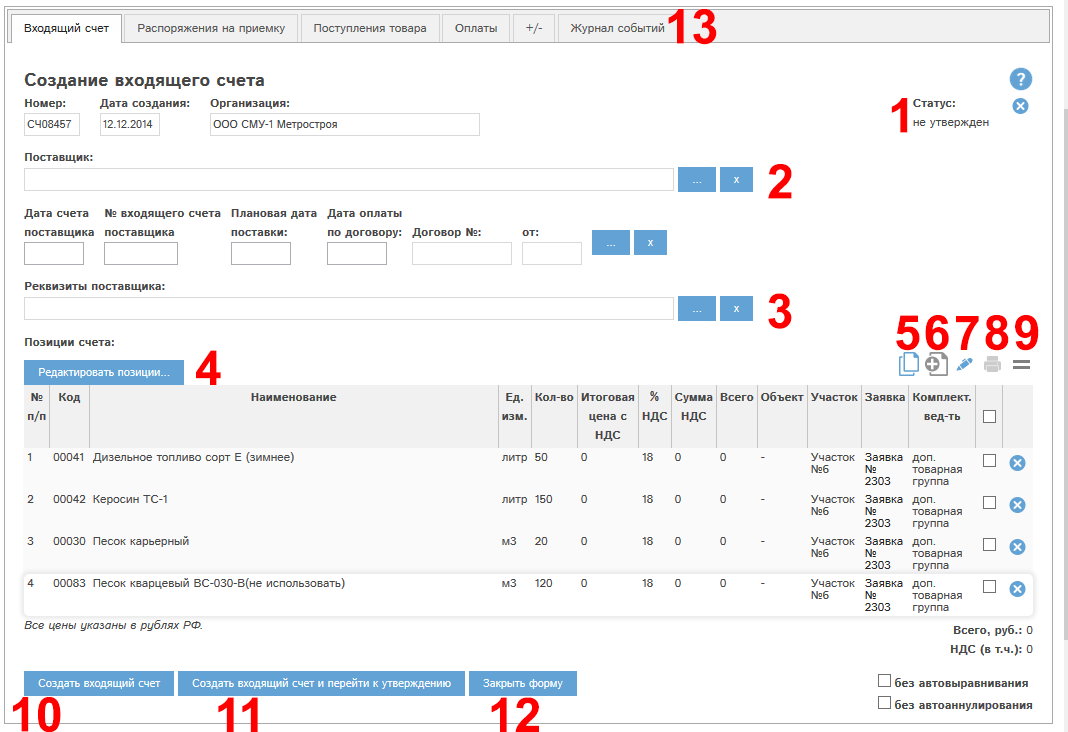 Входящий счет Распоряжения на приемку Поступления товара Оплаты +/- Журнал событий 13
Создание входящего счета ?
Номер: Дата создания: Организация: 1 Статус:
СЧ08457 12.12.2014 ООО СМУ-1 Метростроя не утвержден
Поставщик:
... x 2
Дата счета № входящего счета Плановая дата Дата оплаты
поставщика поставщика поставки: по договору: Договор №: от:
... x
Реквизиты поставщика:
... x 3
Позиции счета: 5 6 7 8 9
Редактировать позиции... 4
№ Код Наименование Ед. Кол-во Итоговая % Сумма Всего Объект Участок Заявка Комплект.
п/п изм. цена с НДС НДС вед-ть
НДС
1 00041 Дизельное топливо сорт Е (зимнее) литр 50 0 18 0 0 - Участок Заявка доп.
№6 № товарная
2303 группа
2 00042 Керосин ТС-1 литр 150 0 18 0 0 - Участок Заявка доп.
№6 № товарная
2303 группа
3 00030 Песок карьерный м3 20 0 18 0 0 - Участок Заявка доп.
№6 № товарная
2303 группа
4 00083 Песок кварцевый ВС-030-В(не использовать) м3 120 0 18 0 0 - Участок Заявка доп.
№6 № товарная
2303 группа
Все цены указаны в рублях РФ.
Всего, руб.: 0
НДС (в т.ч.): 0
Создать входящий счет Создать входящий счет и перейти к утверждению Закрыть форму без автовыравнивания
10 11 12 без автоаннулирования